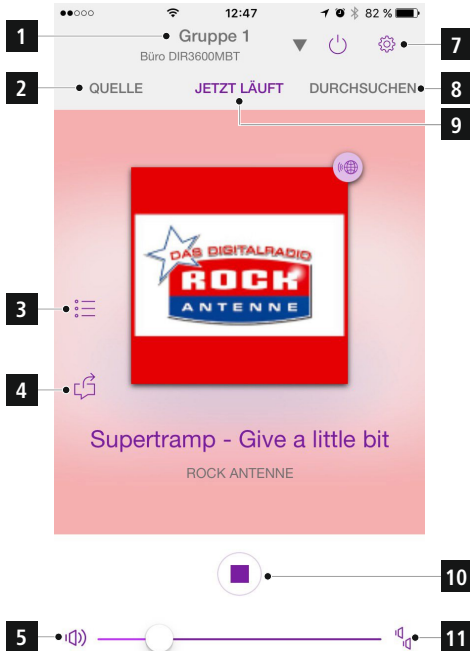 12:47 82 %
1 Gruppe 1 7
Büro DIR3600MBT
2 QUELLE JETZT LÄUFT DURCHSUCHEN 8
9
DAS DIGITALRADIO
ROCK
ANTENNE
3
4
Supertramp - Give a little bit
ROCK ANTENNE
10
5 11